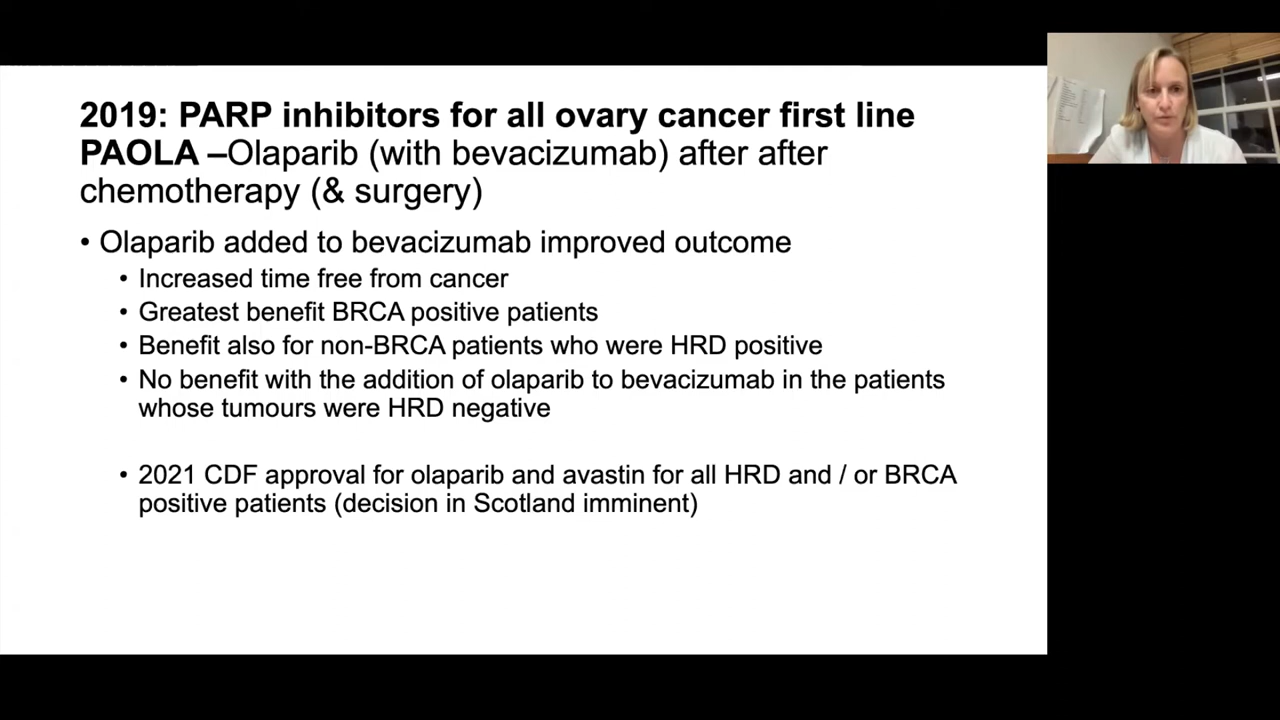 2019: PARP inhibitors for all ovary cancer first line
PAOLA –Olaparib (with bevacizumab) after after
chemotherapy (& surgery)
• Olaparib added to bevacizumab improved outcome
• Increased time free from cancer
• Greatest benefit BRCA positive patients
• Benefit also for non-BRCA patients who were HRD positive
• No benefit with the addition of olaparib to bevacizumab in the patients
whose tumours were HRD negative
• 2021 CDF approval for olaparib and avastin for all HRD and / or BRCA
positive patients (decision in Scotland imminent)